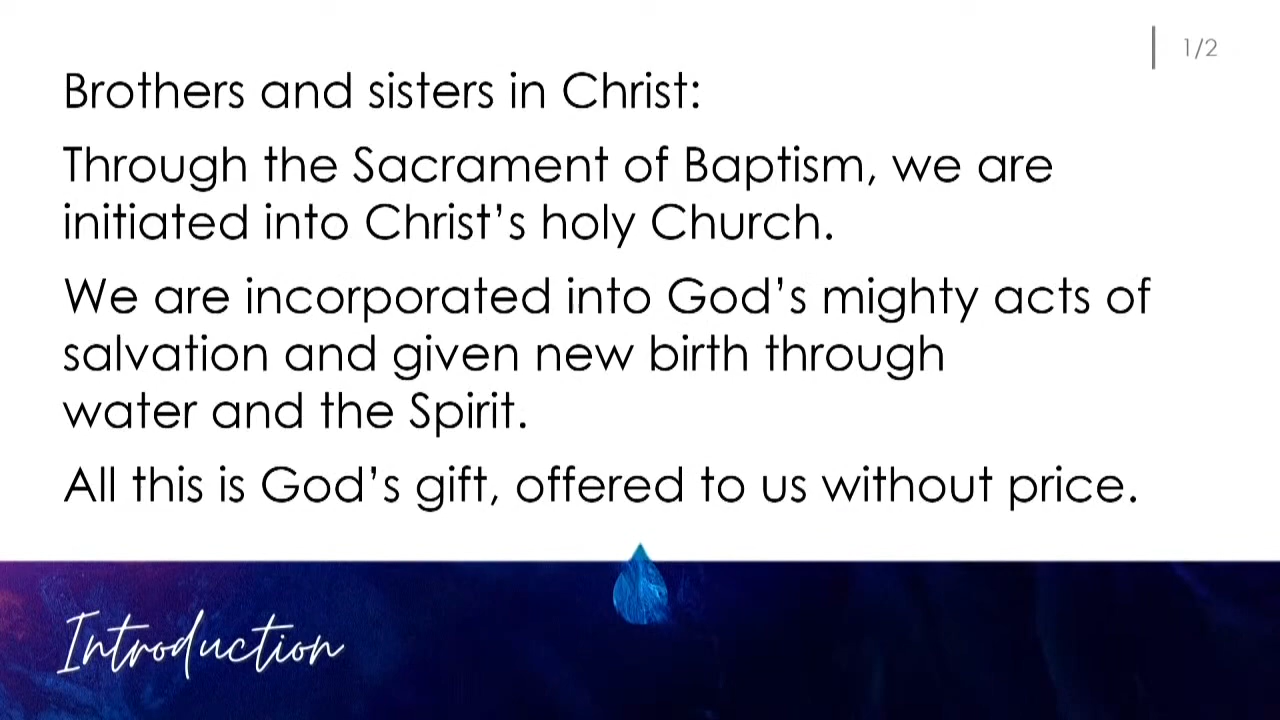 1/2
Brothers and sisters in Christ:
Through the Sacrament of Baptism, we are
initiated into Christ’s holy Church.
We are incorporated into God’s mighty acts of
salvation and given new birth through
water and the Spirit.
All this is God’s gift, offered to us without price.
Introduction